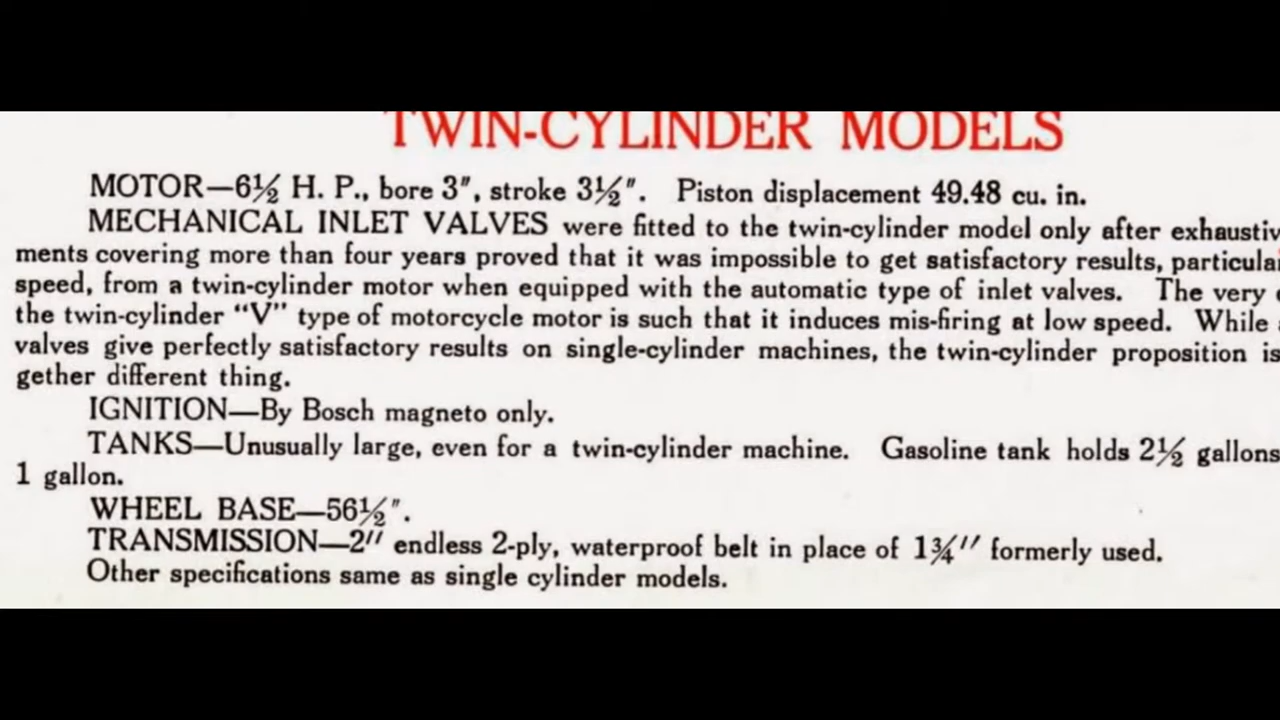 TWIN-CYLINDER MODELS
MOTOR—6½ H. P., bore 3", stroke 3½". Piston displacement 49.48 cu. in.
MECHANICAL INLET VALVES were fitted to the twin-cylinder model only after exhaustiv
ments covering more than four years proved that it was impossible to get satisfactory results, particular
speed, from a twin-cylinder motor when equipped with the automatic type of inlet valves. The very
the twin-cylinder “V” type of motorcycle motor is such that it induces mis-firing at low speed. While
valves give perfectly satisfactory results on single-cylinder machines, the twin-cylinder proposition is
gether different thing.
IGNITION—By Bosch magneto only.
TANKS—Unusually large, even for a twin-cylinder machine. Gasoline tank holds 2½ gallons
1 gallon.
WHEEL BASE—56½".
TRANSMISSION—2" endless 2-ply, waterproof belt in place of 1¾" formerly used.
Other specifications same as single cylinder models.